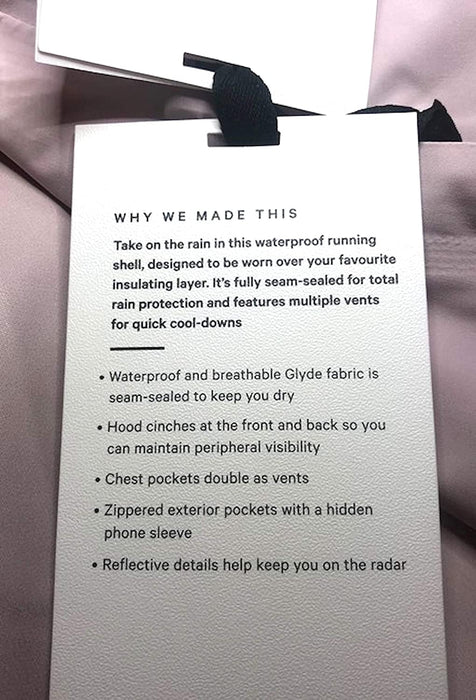 WHY WE MADE THIS
Take on the rain in this waterproof running
shell, designed to be worn over your favourite
insulating layer. It's fully seam-sealed for total
rain protection and features multiple vents
for quick cool-downs
• Waterproof and breathable Glyde fabric is
seam-sealed to keep you dry
• Hood cinches at the front and back so you
can maintain peripheral visibility
• Chest pockets double as vents
• Zippered exterior pockets with a hidden
phone sleeve
• Reflective details help keep you on the radar